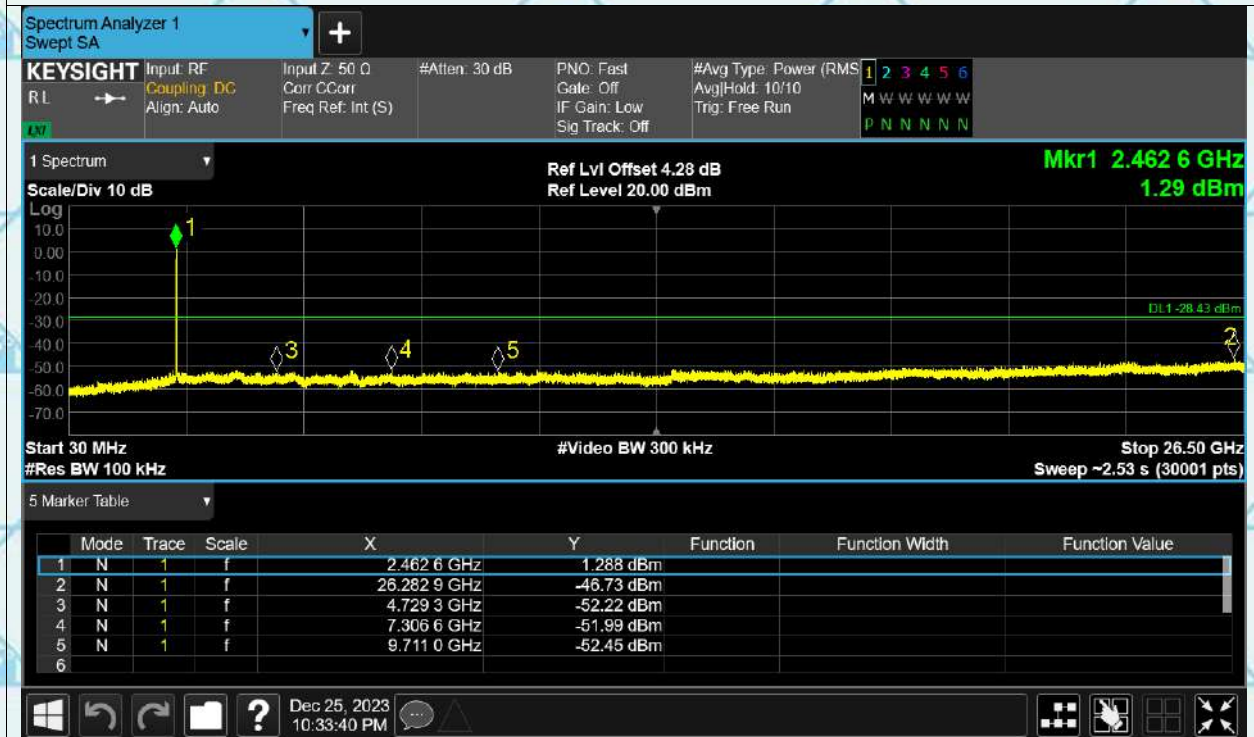 Spectrum Analyzer 1
Swept SA
+
KEYSIGHT Input: RF Input Z: 50 Ω #Atten: 30 dB PNO: Fast #Avg Type: Power (RMS 1 2 3 4 5 6
RL Coupling: DC Corr CCorr Gate: Off Avg|Hold: 10/10 M W W W W W
Align: Auto Freq Ref: Int (S) IF Gain: Low Trig: Free Run
LXI Sig Track: Off P N N N N N
1 Spectrum Ref Lvl Offset 4.28 dB Mkr1 2.462 6 GHz
Scale/Div 10 dB Ref Level 20.00 dBm 1.29 dBm
Log
10.0 1
0.00
-10.0
-20.0
DL1 -28.43 dBm
-30.0
-40.0 3 4 5 2
-50.0
-60.0
-70.0
Start 30 MHz #Video BW 300 kHz Stop 26.50 GHz
#Res BW 100 kHz Sweep ~2.53 s (30001 pts)
5 Marker Table
Mode Trace Scale X Y Function Function Width Function Value
1 N 1 f 2.462 6 GHz 1.288 dBm
2 N 1 f 26.282 9 GHz -46.73 dBm
3 N 1 f 4.729 3 GHz -52.22 dBm
4 N 1 f 7.306 6 GHz -51.99 dBm
5 N 1 f 9.711 0 GHz -52.45 dBm
6
? Dec 25, 2023
10:33:40 PM